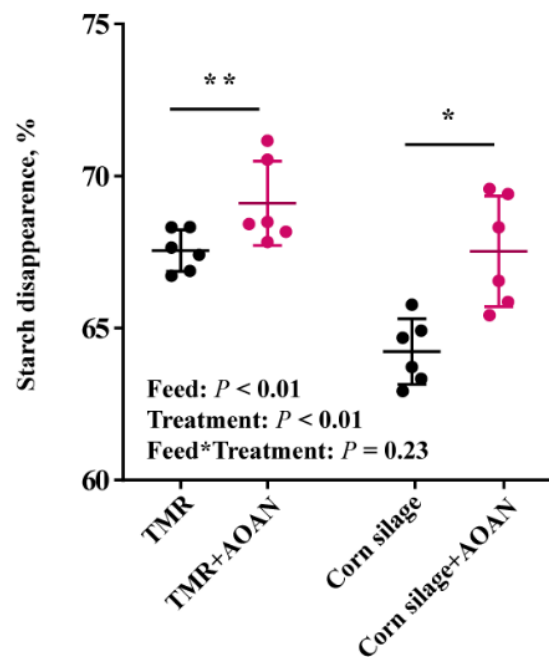 75
70
65
60
Starch disappearence, %
**
*
Feed: P < 0.01
Treatment: P < 0.01
Feed*Treatment: P = 0.23
TMR
TMR+AOAN
Corn silage
Corn silage+AOAN